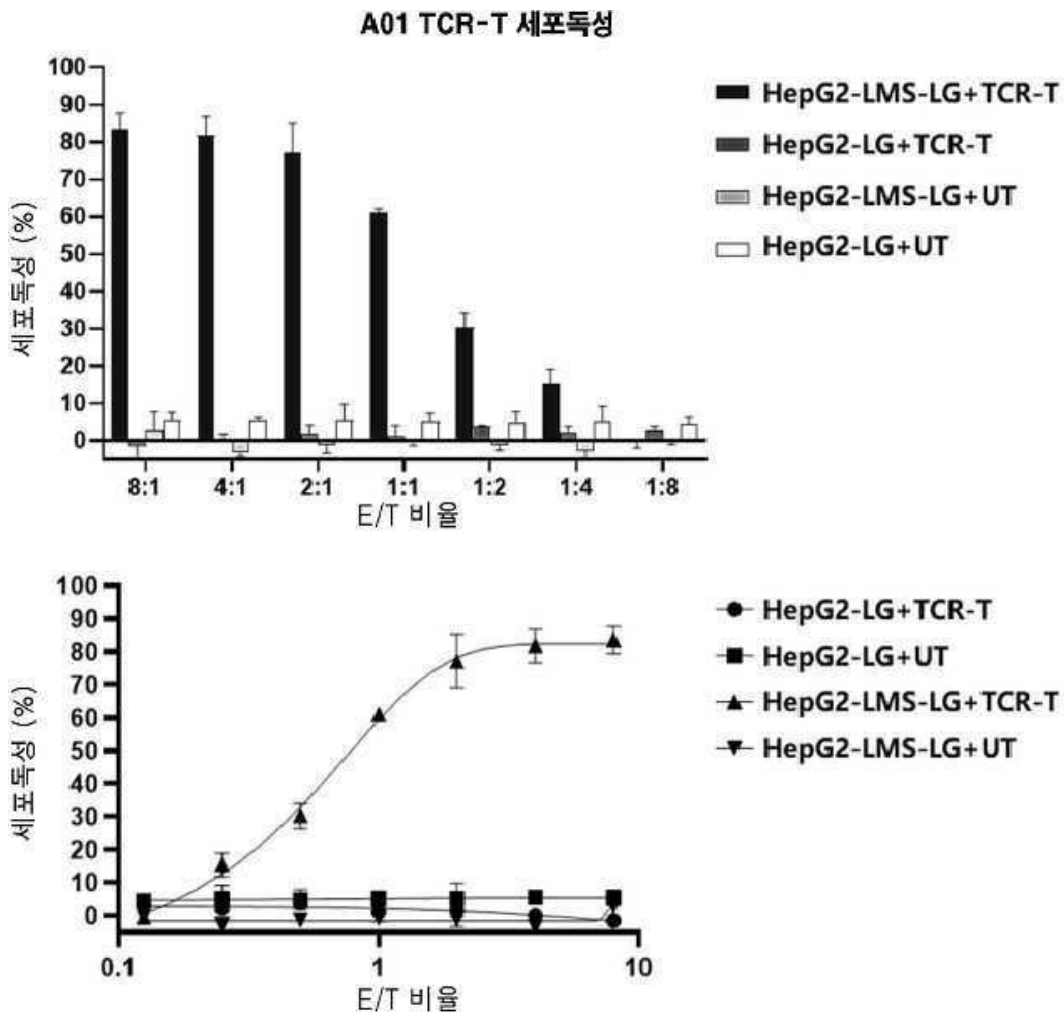 A01 TCR-T 세포독성
100
90
80
70
60
50
40
30
20
10
0
세포독성 (%)
8:1 4:1 2:1 1:1 1:2 1:4 1:8
E/T 비율
HepG2-LMS-LG+TCR-T
HepG2-LG+TCR-T
HepG2-LMS-LG+UT
HepG2-LG+UT
100
90
80
70
60
50
40
30
20
10
0
세포독성 (%)
0.1 1 10
E/T 비율
HepG2-LG+TCR-T
HepG2-LG+UT
HepG2-LMS-LG+TCR-T
HepG2-LMS-LG+UT